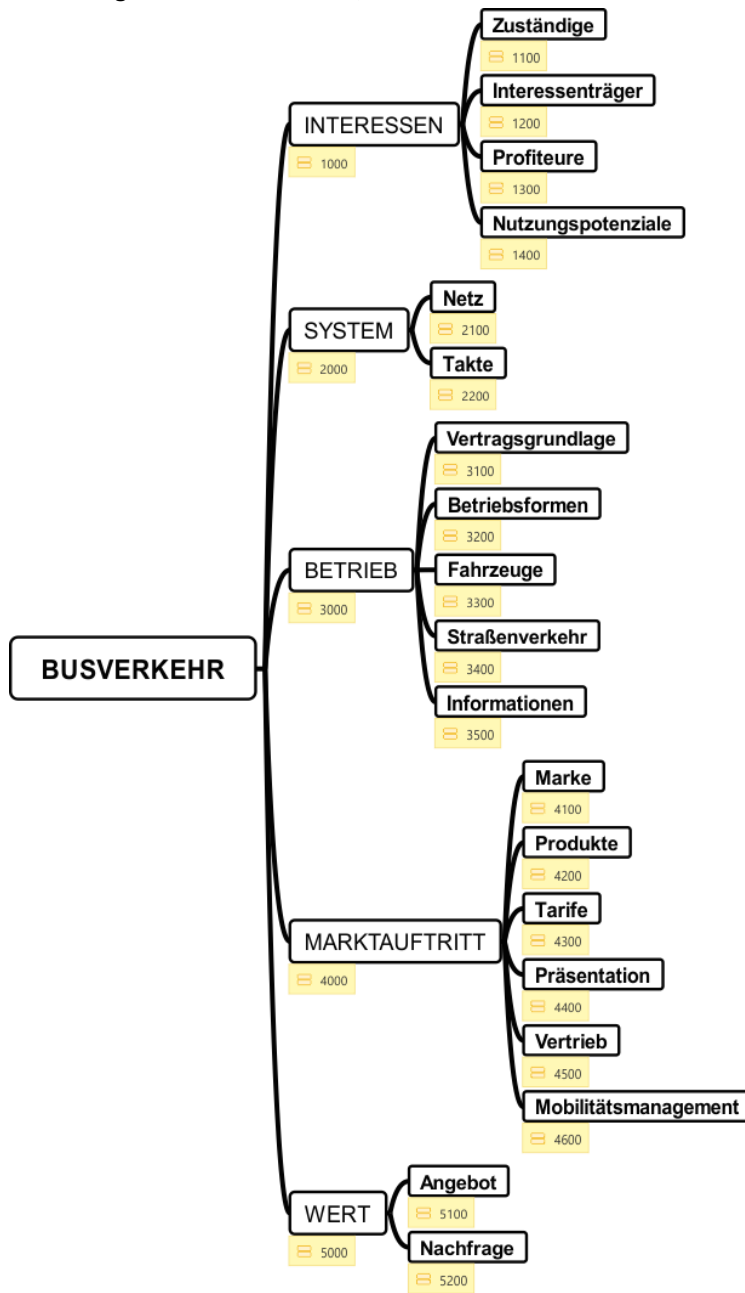 Zuständige
1100
Interessenträger
1200
INTERESSEN
1000
Profiteure
1300
Nutzungspotenziale
1400
Netz
2100
SYSTEM
2000
Takte
2200
Vertragsgrundlage
3100
Betriebsformen
3200
BETRIEB
3000
Fahrzeuge
3300
Straßenverkehr
3400
Informationen
3500
BUSVERKEHR
Marke
4100
Produkte
4200
Tarife
4300
MARKTAUFTRITT
4000
Präsentation
4400
Vertrieb
4500
Mobilitätsmanagement
4600
Angebot
5100
WERT
5000
Nachfrage
5200